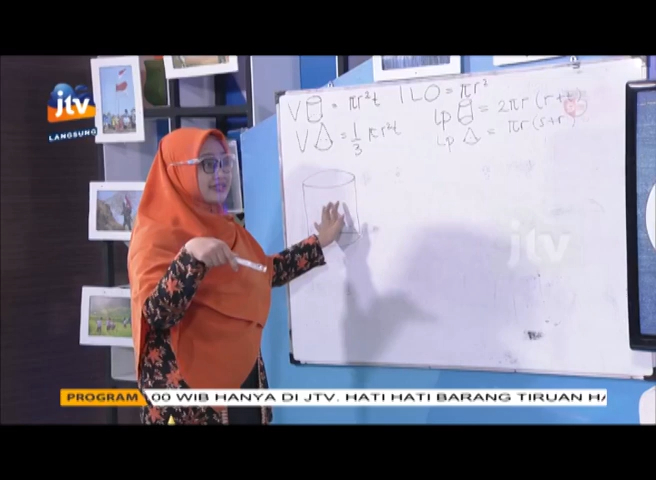 jtv
LANGSUNG
V = πr²t
L O = πr²
V = 1/3 πr²t
Lp = 2πr (r+t)
Lp = πr (s+r)
jtv
PROGRAM
00 WIB HANYA DI JTV. HATI HATI BARANG TIRUAN HA